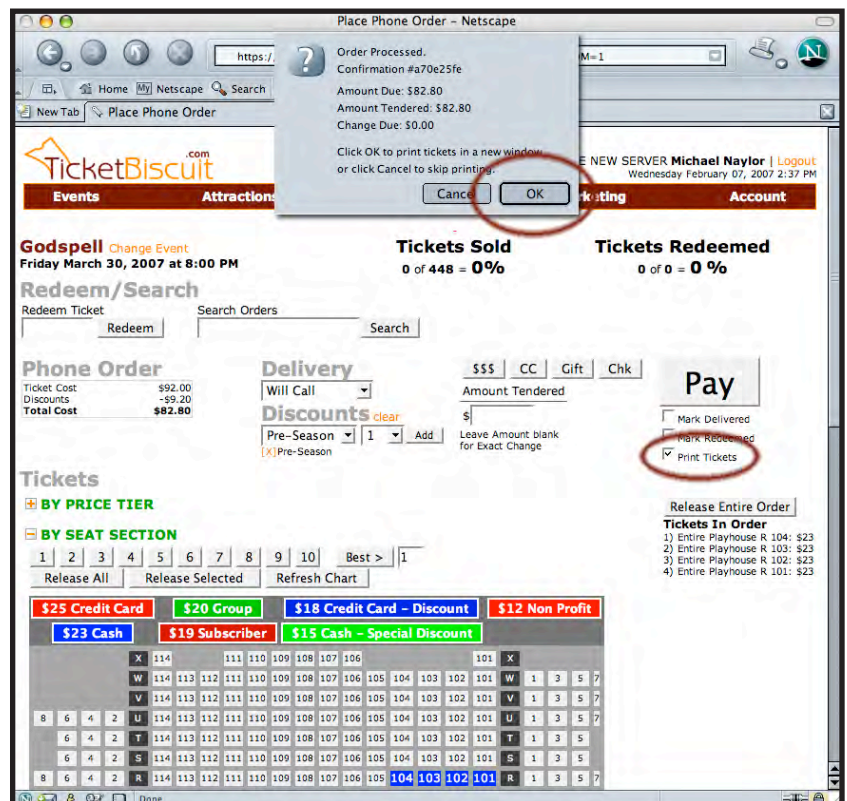 Place Phone Order – Netscape
https:/
M=1
Order Processed.
Confirmation #a70e25fe
Amount Due: $82.80
Amount Tendered: $82.80
Change Due: $0.00
Click OK to print tickets in a new window
or click Cancel to skip printing.
Cancel OK
Home My Netscape Search
New Tab Place Phone Order
TicketBiscuit.com
E NEW SERVER Michael Naylor | Logout
Wednesday February 07, 2007 2:37 PM
Events Attractions rketing Account
Godspell Change Event
Friday March 30, 2007 at 8:00 PM
Tickets Sold
0 of 448 = 0%
Tickets Redeemed
0 of 0 = 0 %
Redeem/Search
Redeem Ticket Search Orders
Redeem Search
Phone Order
Ticket Cost $92.00
Discounts -$9.20
Total Cost $82.80
Delivery
Will Call
Discounts clear
Pre-Season 1 Add
[X]Pre-Season
$$$ CC Gift Chk
Amount Tendered
$
Leave Amount blank
for Exact Change
Pay
Mark Delivered
Mark Redeemed
Print Tickets
Tickets
BY PRICE TIER
BY SEAT SECTION
1 2 3 4 5 6 7 8 9 10 Best > 1
Release All Release Selected Refresh Chart
Release Entire Order
Tickets In Order
1) Entire Playhouse R 104: $23
2) Entire Playhouse R 103: $23
3) Entire Playhouse R 102: $23
4) Entire Playhouse R 101: $23
$25 Credit Card $20 Group $18 Credit Card – Discount $12 Non Profit
$23 Cash $19 Subscriber $15 Cash – Special Discount
X 114 111 110 109 108 107 106 101 X
W 114 113 112 111 110 109 108 107 106 105 104 103 102 101 W 1 3 5 7
V 114 113 112 111 110 109 108 107 106 105 104 103 102 101 V 1 3 5 7
8 6 4 2 U 114 113 112 111 110 109 108 107 106 105 104 103 102 101 U 1 3 5 7
6 4 2 T 114 113 112 111 110 109 108 107 106 105 104 103 102 101 T 1 3 5
6 4 2 S 114 113 112 111 110 109 108 107 106 105 104 103 102 101 S 1 3 5
8 6 4 2 R 114 113 112 111 110 109 108 107 106 105 104 103 102 101 R 1 3 5 7
Done